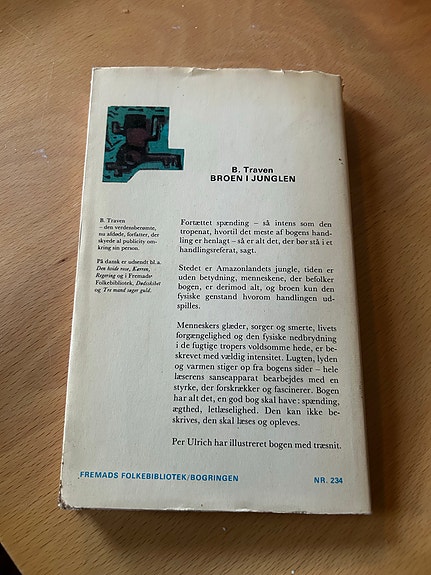 B. Traven
BROEN I JUNGLEN
B. Traven
– den verdensberømte,
nu afdøde, forfatter, der
skyede al publicity om-
kring sin person.
På dansk er udsendt bl.a.
Den hvide rose, Karren,
Regering og i Fremads
Folkebibliotek, Dødsskibet
og Tre mand søger guld.
Fortættet spænding – så intens som den
tropenat, hvortil det meste af bogens hand-
ling er henlagt – så er alt det, der bør stå i et
handlingsreferat, sagt.
Stedet er Amazonlandets jungle, tiden er
uden betydning, menneskene, der befolker
bogen, er derimod alt, og broen kun den
fysiske genstand hvorom handlingen ud-
spilles.
Menneskers glæder, sorger og smerte, livets
forgængelighed og den fysiske nedbrydning
i de fugtige tropers voldsomme hede, er be-
skrevet med vældig intensitet. Lugten, lyden
og varmen stiger op fra bogens sider – hele
læserens sanseapparat bearbejdes med en
styrke, der forskrækker og fascinerer. Bogen
har alt det, en god bog skal have: spænding,
ægthed, letlæselighed. Den kan ikke be-
skrives, den skal læses og opleves.
Per Ulrich har illustreret bogen med træsnit.
FREMADS FOLKEBIBLIOTEK/BOGRINGEN
NR. 234